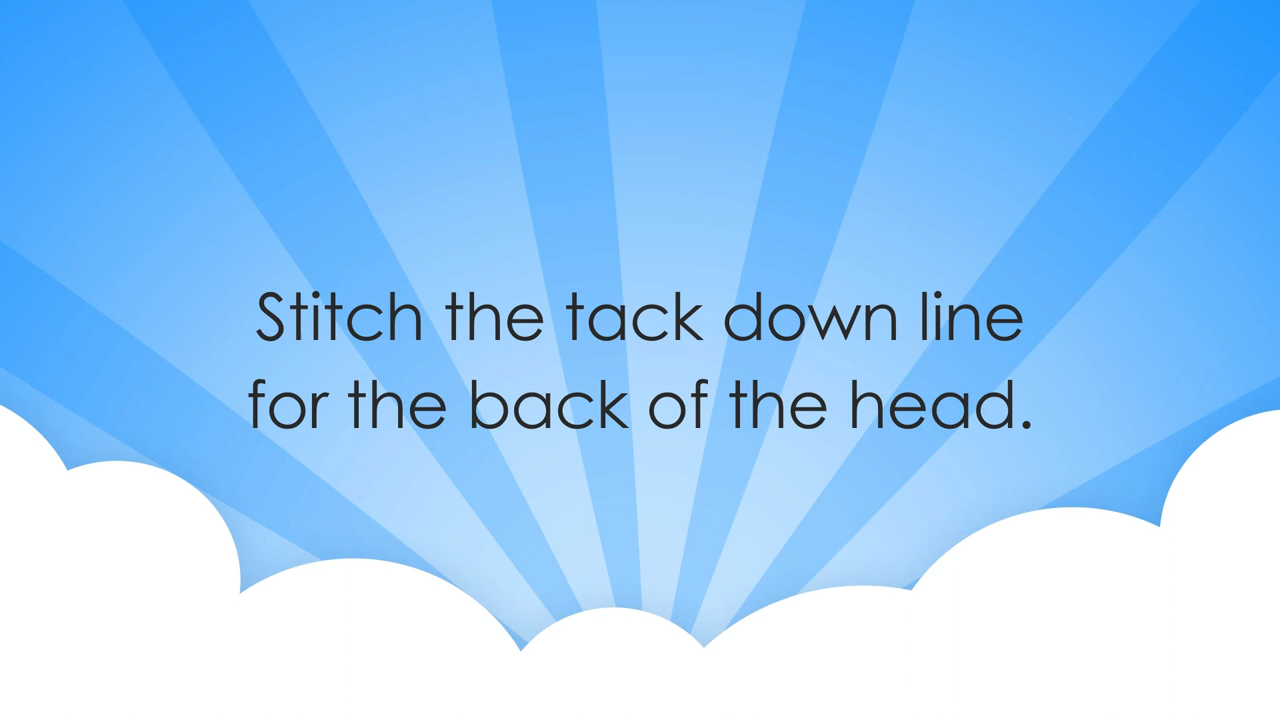 Stitch the tack down line
for the back of the head.